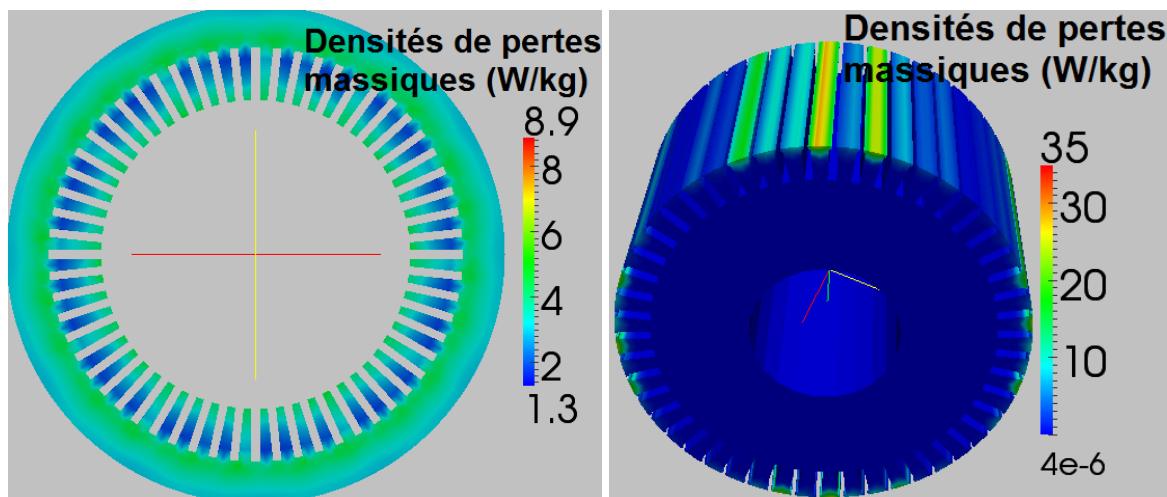 Densités de pertes
massiques (W/kg)
8.9
8
6
4
2
1.3
Densités de pertes
massiques (W/kg)
35
30
20
10
4e-6